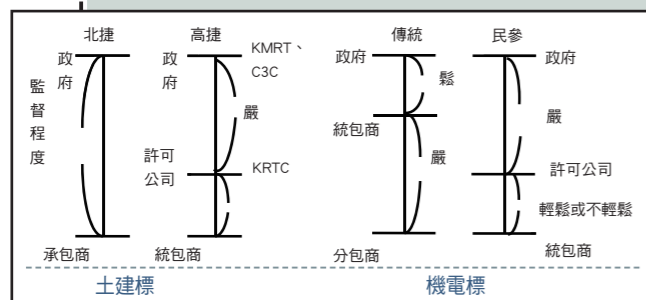 北捷
政府
監督程度
承包商
高捷
政府
KMRT、
C3C
嚴
許可
公司
KRTC
統包商
傳統
政府
鬆
統包商
嚴
分包商
民參
政府
嚴
許可公司
輕鬆或不輕鬆
統包商
土建標
機電標